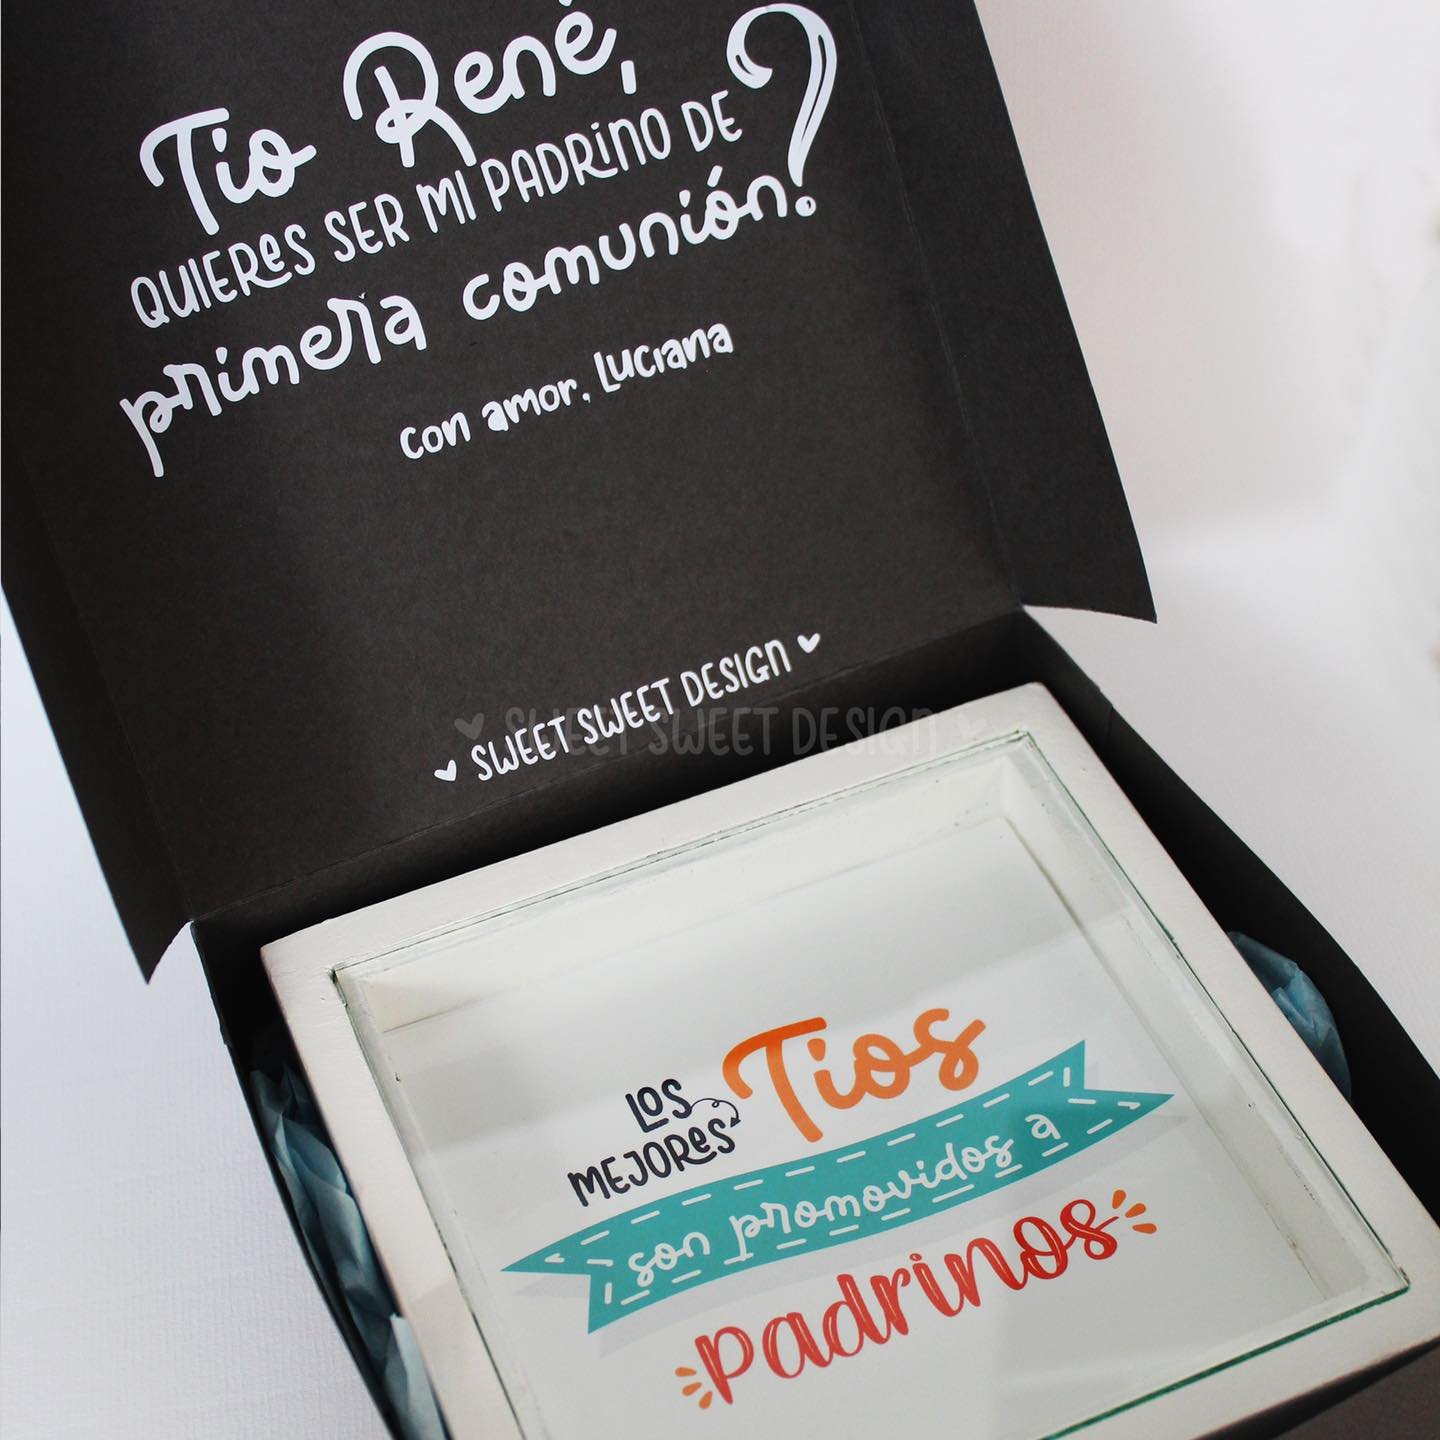 Tio René,
QUIERES SER MI PADRINO DE
primera comunión?
con amor, Luciana
SWEET SWEET DESIGN
SWEET SWEET DESIGN
LOS
MEJORES
Tios
son promovidos a
padrinos